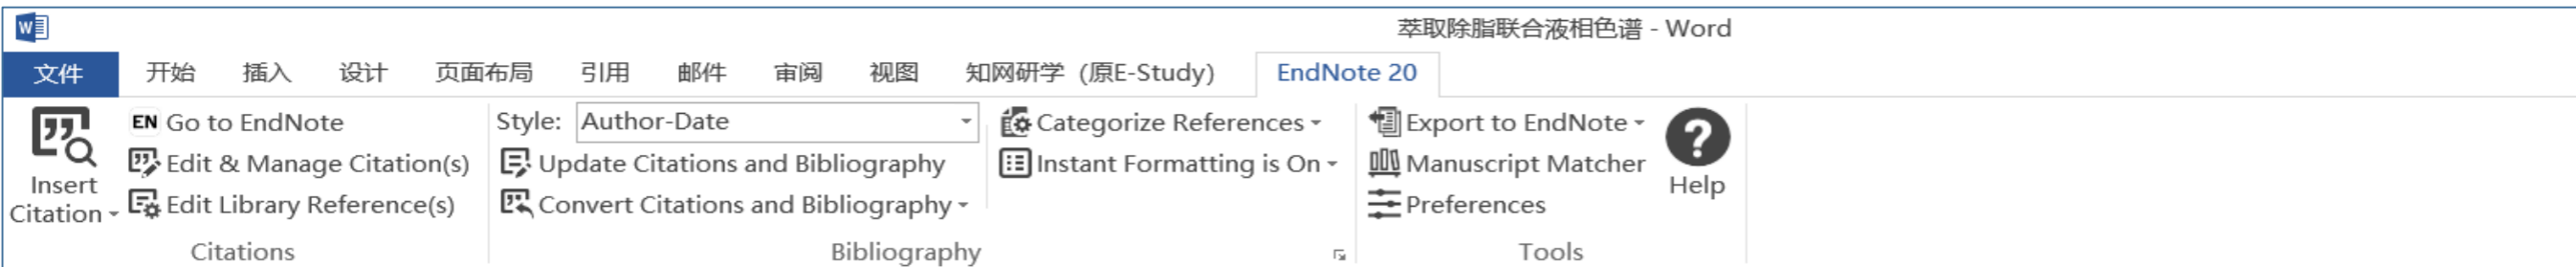 萃取除脂联合液相色谱 - Word
文件 开始 插入 设计 页面布局 引用 邮件 审阅 视图 知网研学 (原E-Study) EndNote 20
Insert Citation
EN Go to EndNote
Edit & Manage Citation(s)
Edit Library Reference(s)
Citations
Style: Author-Date
Update Citations and Bibliography
Convert Citations and Bibliography
Categorize References
Instant Formatting is On
Bibliography
Export to EndNote
Manuscript Matcher
Preferences
Help
Tools